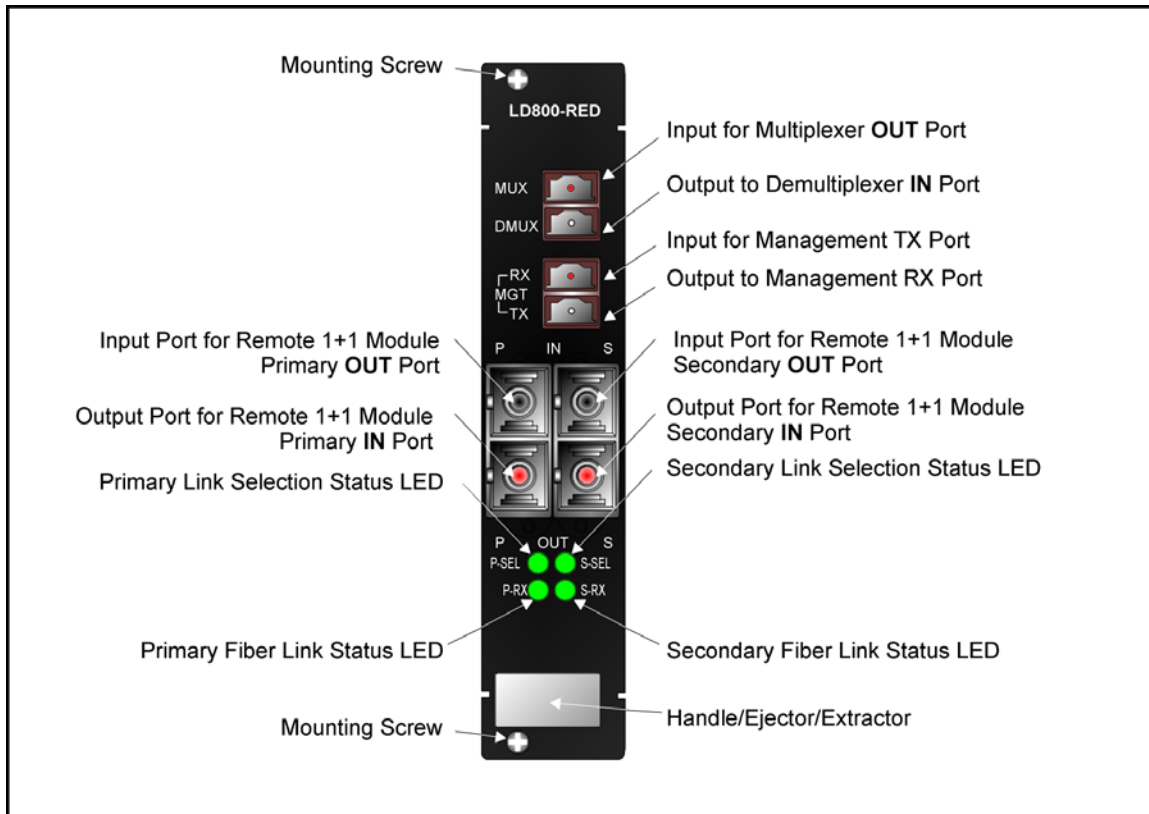 Mounting Screw
LD800-RED
Input for Multiplexer OUT Port
MUX
Output to Demultiplexer IN Port
DMUX
Input for Management TX Port
RX
MGT
Output to Management RX Port
TX
Input Port for Remote 1+1 Module
Primary OUT Port
P IN S
Input Port for Remote 1+1 Module
Secondary OUT Port
Output Port for Remote 1+1 Module
Primary IN Port
Output Port for Remote 1+1 Module
Secondary IN Port
Primary Link Selection Status LED
Secondary Link Selection Status LED
P OUT S
P-SEL S-SEL
P-RX S-RX
Primary Fiber Link Status LED
Secondary Fiber Link Status LED
Handle/Ejector/Extractor
Mounting Screw